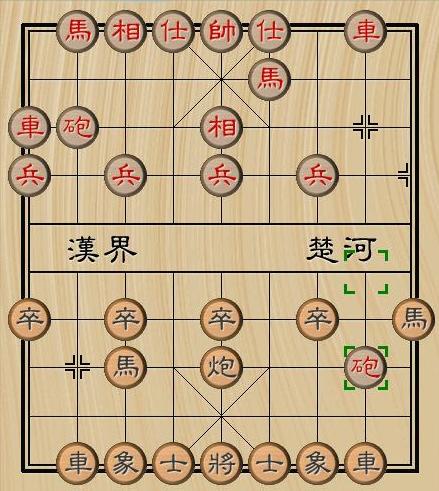 馬相仕帥仕車
馬
車砲相
兵兵兵兵
漢界 楚河
卒卒卒卒馬
馬炮砲
車象士將士象車